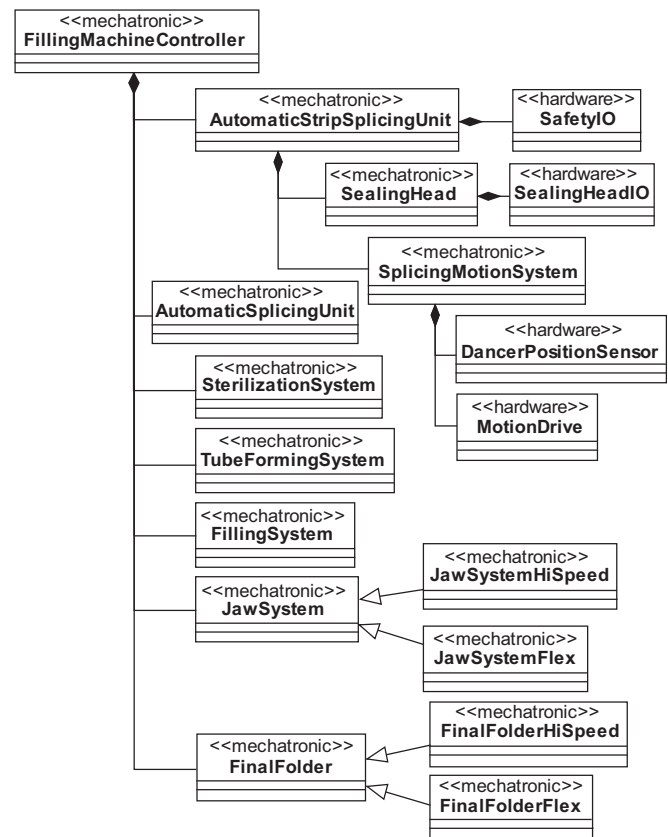 <<mechatronic>>
FillingMachineController
<<mechatronic>>
AutomaticStripSplicingUnit
<<hardware>>
SafetyIO
<<mechatronic>>
SealingHead
<<hardware>>
SealingHeadIO
<<mechatronic>>
SplicingMotionSystem
<<mechatronic>>
AutomaticSplicingUnit
<<hardware>>
DancerPositionSensor
<<mechatronic>>
SterilizationSystem
<<hardware>>
MotionDrive
<<mechatronic>>
TubeFormingSystem
<<mechatronic>>
FillingSystem
<<mechatronic>>
JawSystemHiSpeed
<<mechatronic>>
JawSystem
<<mechatronic>>
JawSystemFlex
<<mechatronic>>
FinalFolderHiSpeed
<<mechatronic>>
FinalFolder
<<mechatronic>>
FinalFolderFlex